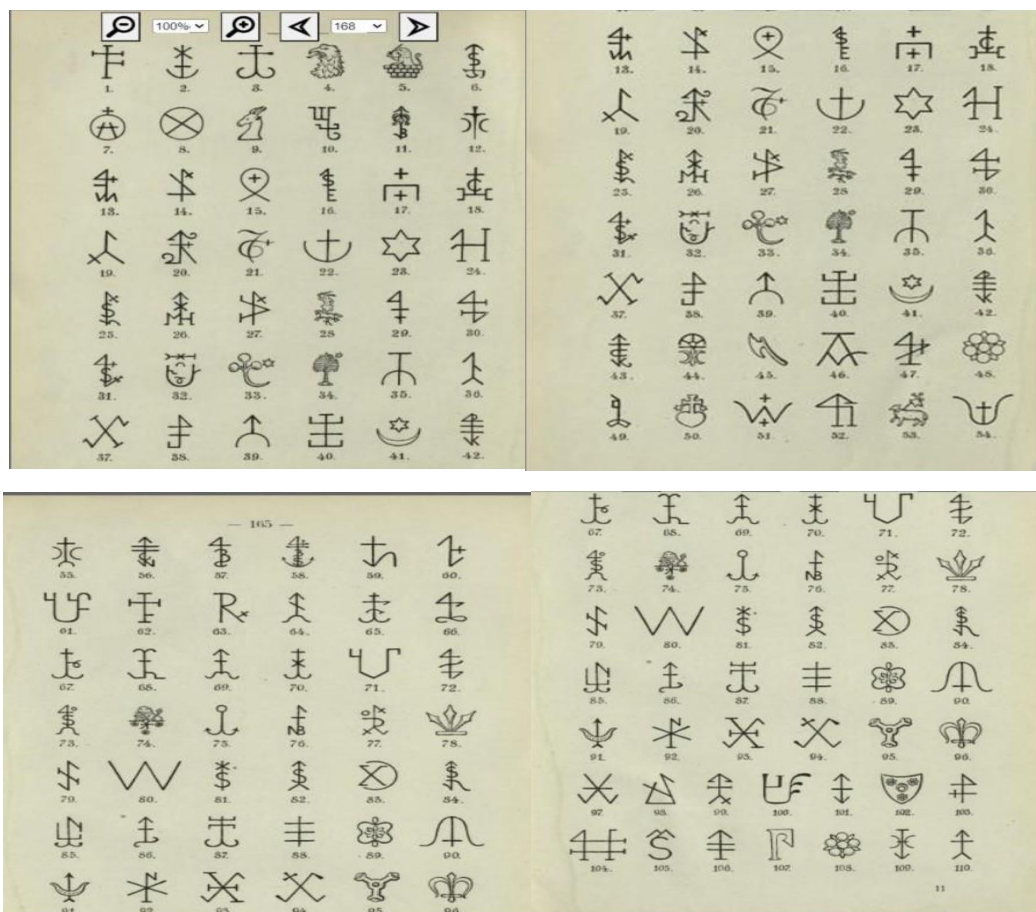 100% 168
1. 2. 3. 4. 5. 6.
7. 8. 9. 10. 11. 12.
13. 14. 15. 16. 17. 18.
19. 20. 21. 22. 23. 24.
25. 26. 27. 28 29. 30.
31. 32. 33. 34. 35. 36.
37. 38. 39. 40. 41. 42.
13. 14. 15. 16. 17. 18.
19. 20. 21. 22. 23. 24.
25. 26. 27. 28 29. 30.
31. 32. 33. 34. 35. 36.
37. 38. 39. 40. 41. 42.
43. 44. 45. 46. 47. 48.
49. 50. 51. 52. 53. 54.
— 165 —
55. 56. 57. 58. 59. 60.
61. 62. 63. 64. 65. 66.
67. 68. 69. 70. 71. 72.
73. 74. 75. 76. 77. 78.
79. 80. 81. 82. 83. 84.
85. 86. 87. 88. 89. 90.
91. 92. 93. 94. 95. 96.
67. 68. 69. 70. 71. 72.
73. 74. 75. 76. 77. 78.
79. 80. 81. 82. 83. 84.
85. 86. 87. 88. 89. 90.
91. 92. 93. 94. 95. 96.
97. 98. 99. 100. 101. 102. 103.
104. 105. 106. 107. 108. 109. 110.
11